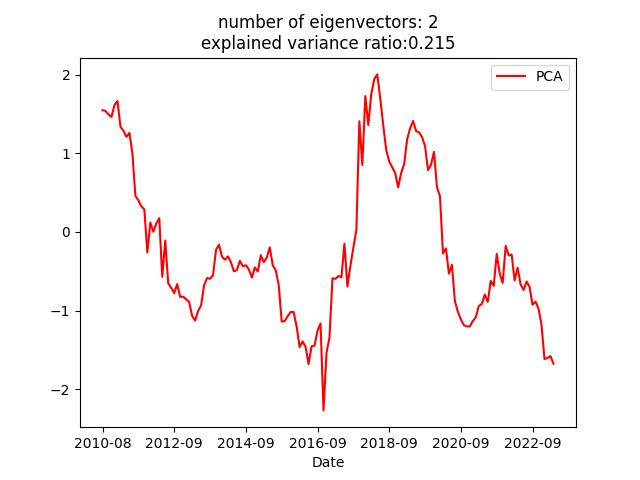 number of eigenvectors: 2
explained variance ratio:0.215
PCA
2
1
0
−1
−2
2010-08 2012-09 2014-09 2016-09 2018-09 2020-09 2022-09
Date